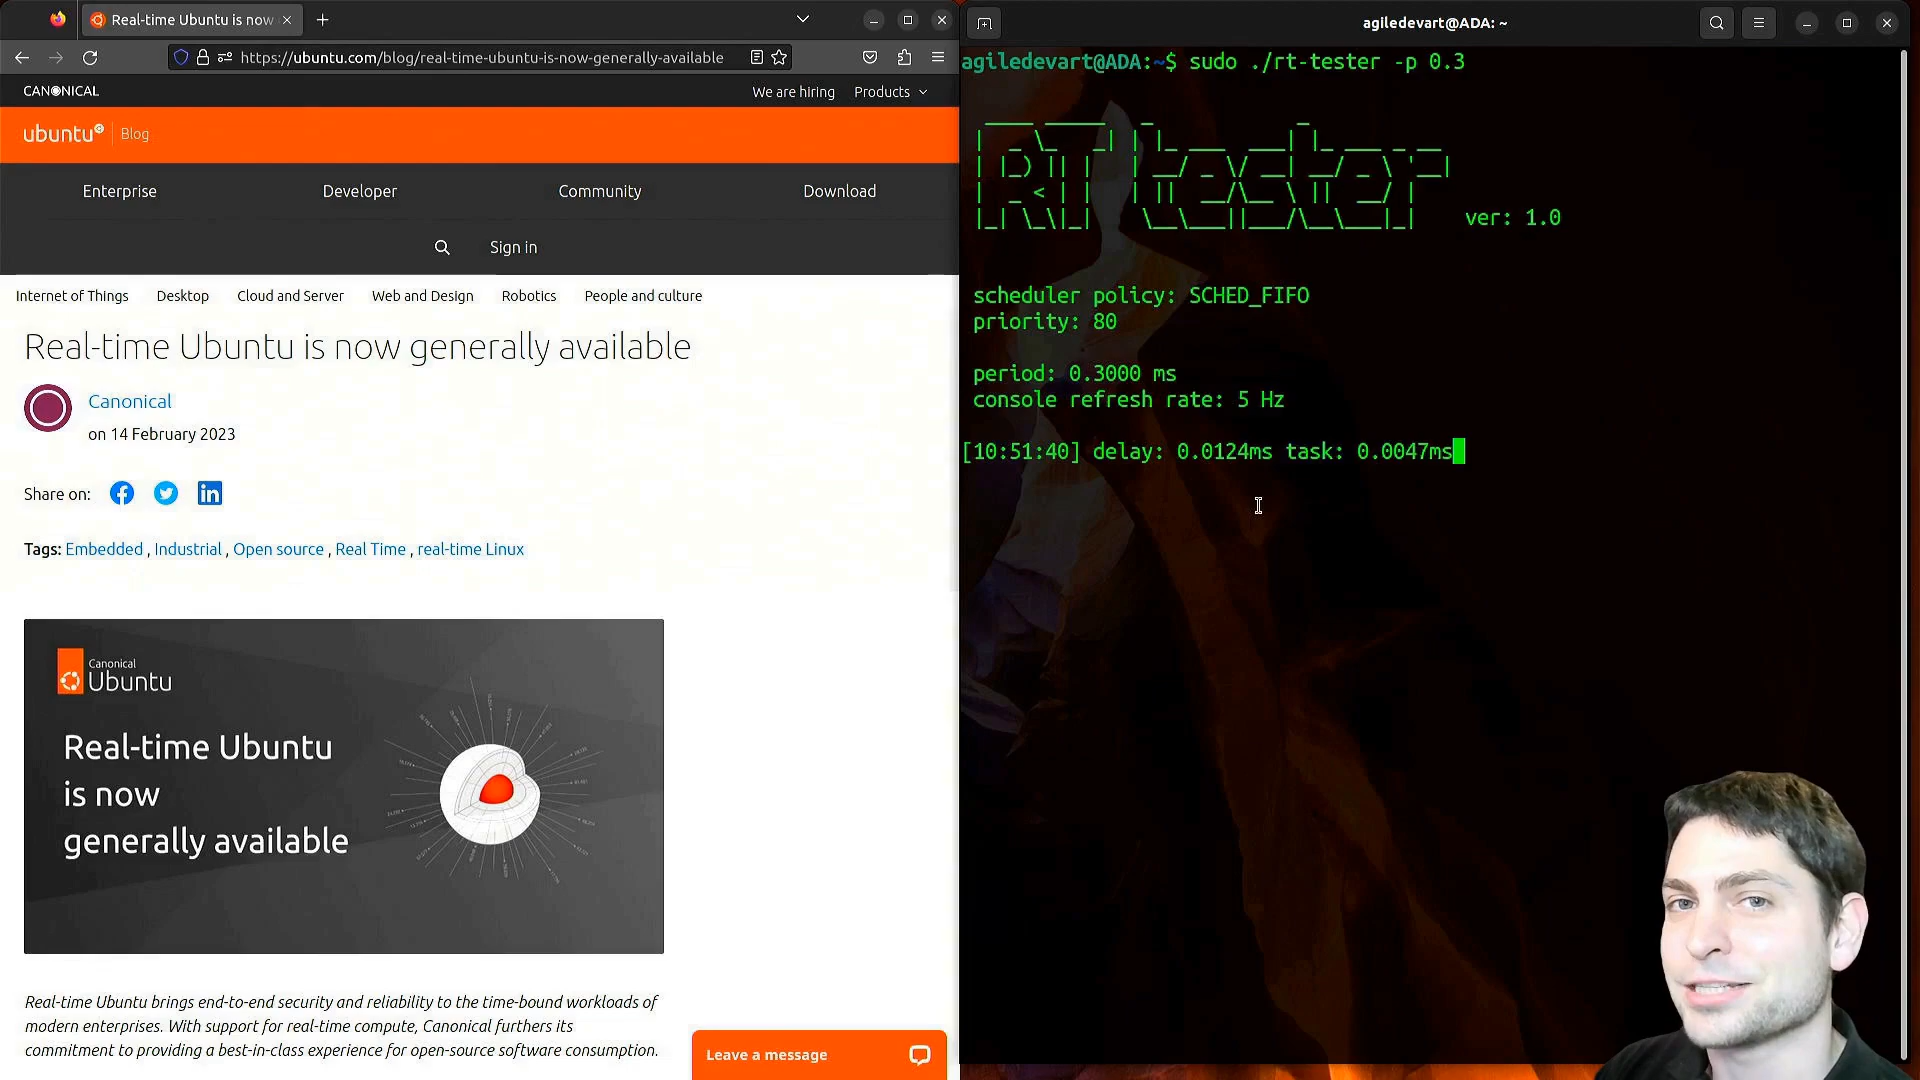 Real-time Ubuntu is now
https://ubuntu.com/blog/real-time-ubuntu-is-now-generally-available
CANONICAL
We are hiring Products
ubuntu Blog
Enterprise Developer Community Download
Sign in
Internet of Things Desktop Cloud and Server Web and Design Robotics People and culture
Real-time Ubuntu is now generally available
Canonical
on 14 February 2023
Share on:
Tags: Embedded , Industrial , Open source , Real Time , real-time Linux
Canonical
Ubuntu
Real-time Ubuntu
is now
generally available
Real-time Ubuntu brings end-to-end security and reliability to the time-bound workloads of
modern enterprises. With support for real-time compute, Canonical furthers its
commitment to providing a best-in-class experience for open-source software consumption.
Leave a message
agiledevart@ADA: ~
agiledevart@ADA:~$ sudo ./rt-tester -p 0.3
RT tester
ver: 1.0
scheduler policy: SCHED_FIFO
priority: 80
period: 0.3000 ms
console refresh rate: 5 Hz
[10:51:40] delay: 0.0124ms task: 0.0047ms